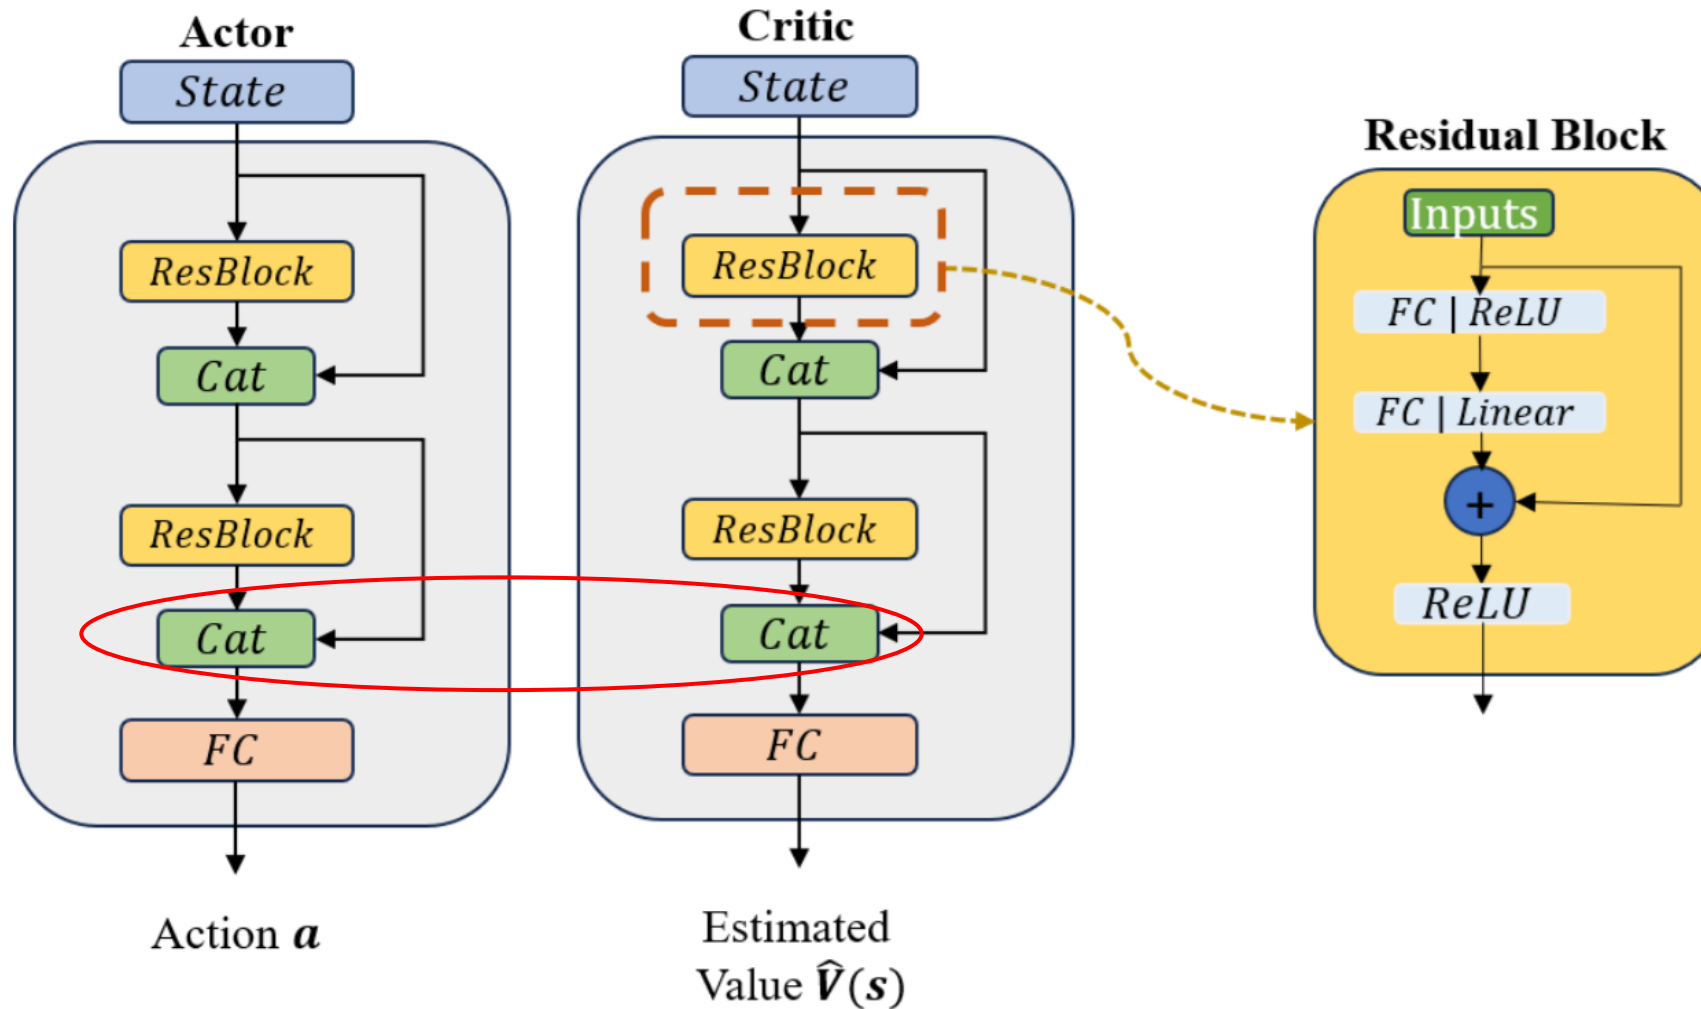 Actor
State
ResBlock
Cat
ResBlock
Cat
FC
Action a
Critic
State
ResBlock
Cat
ResBlock
Cat
FC
Estimated
Value V̂(s)
Residual Block
Inputs
FC | ReLU
FC | Linear
+
ReLU